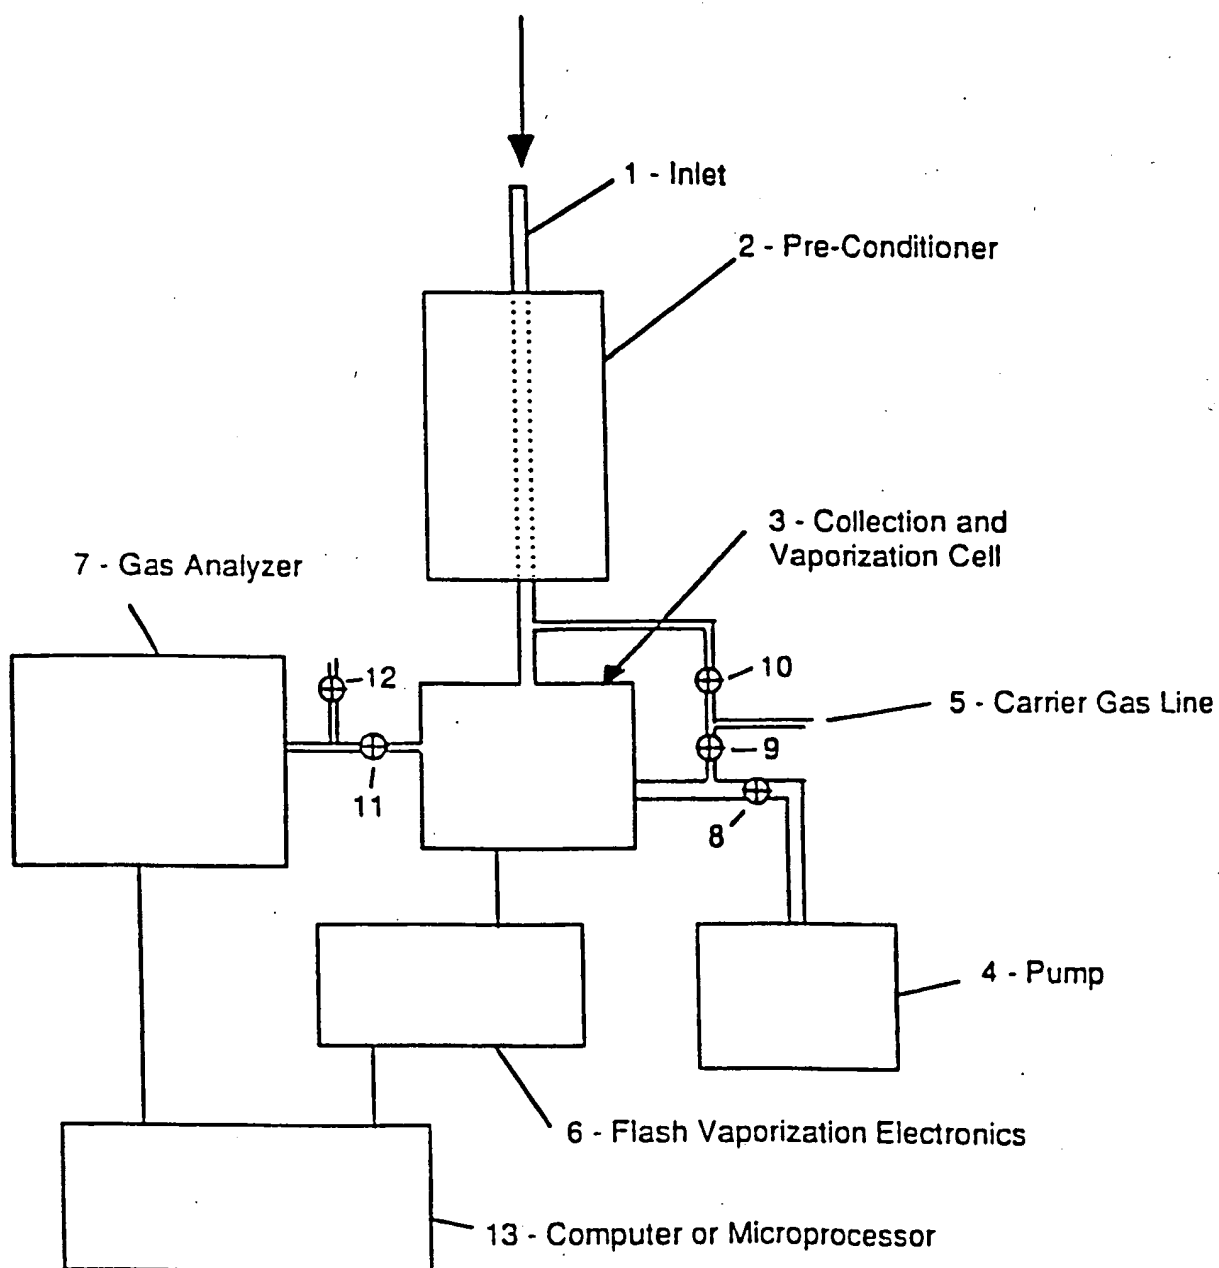 1 - Inlet
2 - Pre-Conditioner
3 - Collection and
Vaporization Cell
7 - Gas Analyzer
12
10
5 - Carrier Gas Line
9
11
8
4 - Pump
6 - Flash Vaporization Electronics
13 - Computer or Microprocessor